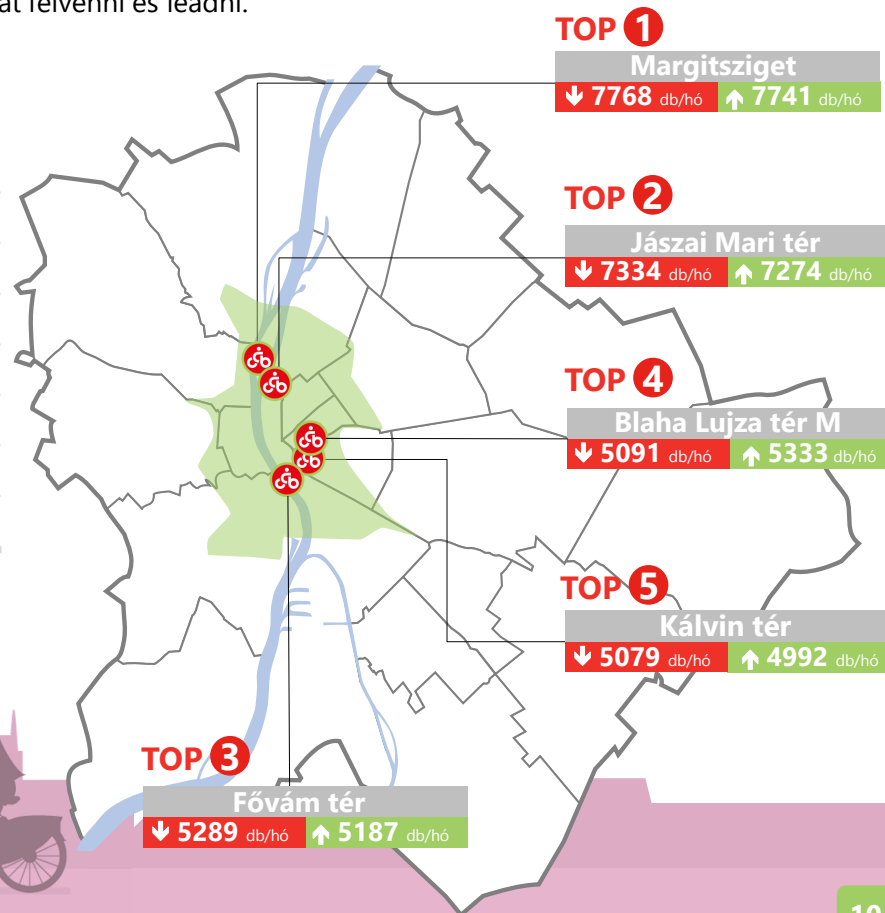 felvenni és leadni.
TOP 1
Margitsziget
7768 db/hó 7741 db/hó
TOP 2
Jászai Mari tér
7334 db/hó 7274 db/hó
TOP 4
Blaha Lujza tér M
5091 db/hó 5333 db/hó
TOP 5
Kálvin tér
5079 db/hó 4992 db/hó
TOP 3
Fővám tér
5289 db/hó 5187 db/hó